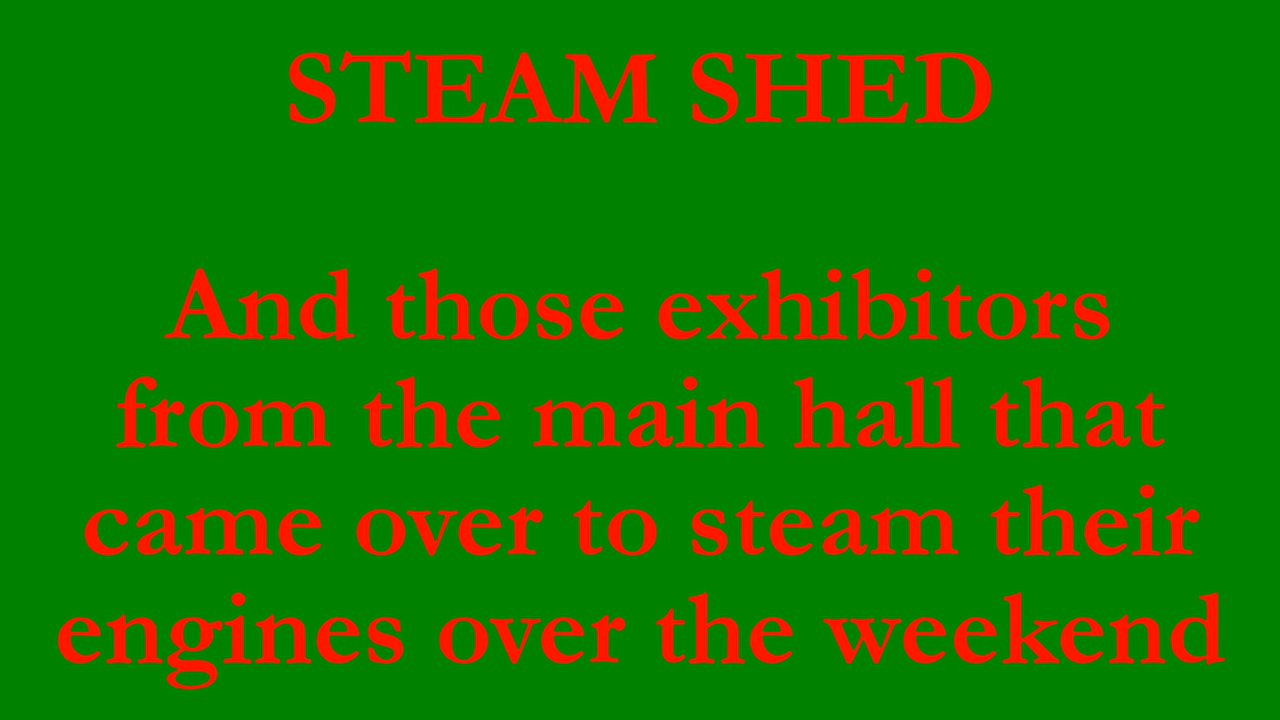 STEAM SHED
And those exhibitors
from the main hall that
came over to steam their
engines over the weekend